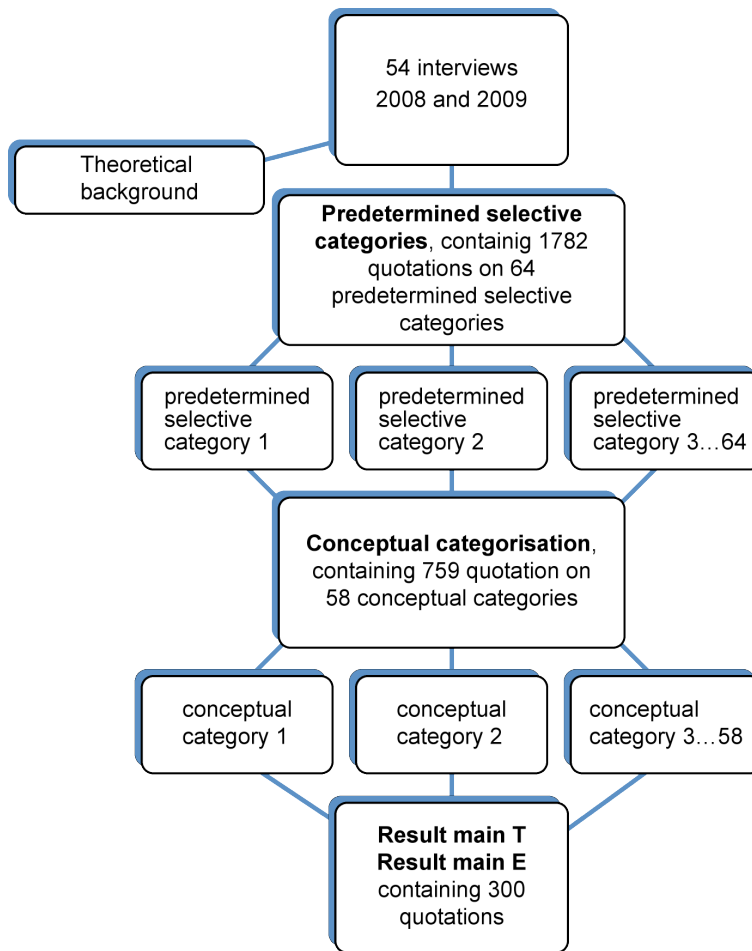 54 interviews
2008 and 2009
Theoretical
background
Predetermined selective
categories, containig 1782
quotations on 64
predetermined selective
categories
predetermined
selective
category 1
predetermined
selective
category 2
predetermined
selective
category 3…64
Conceptual categorisation,
containing 759 quotation on
58 conceptual categories
conceptual
category 1
conceptual
category 2
conceptual
category 3…58
Result main T
Result main E
containing 300
quotations